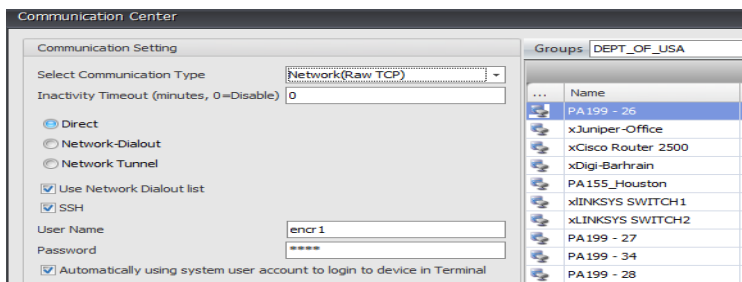 Communication Center
Communication Setting
Select Communication Type Network(Raw TCP)
Inactivity Timeout (minutes, 0=Disable) 0
Direct
Network-Dialout
Network Tunnel
Use Network Dialout list
SSH
User Name encr1
Password ****
Automatically using system user account to login to device in Terminal
Groups DEPT_OF_USA
... Name
PA199 - 26
xJuniper-Office
xCisco Router 2500
xDigi-Barhrain
PA155_Houston
xlINKSYS SWITCH1
xLINKSYS SWITCH2
PA199 - 27
PA199 - 34
PA199 - 28